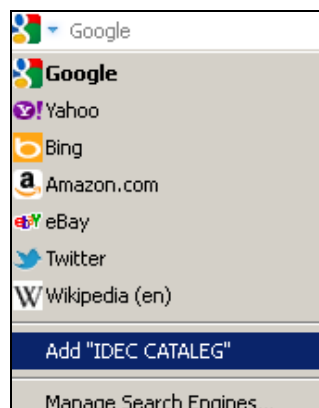 Google
Google
Yahoo
Bing
Amazon.com
eBay
Twitter
Wikipedia (en)
Add "IDEC CATALEG"
Manage Search Engines...